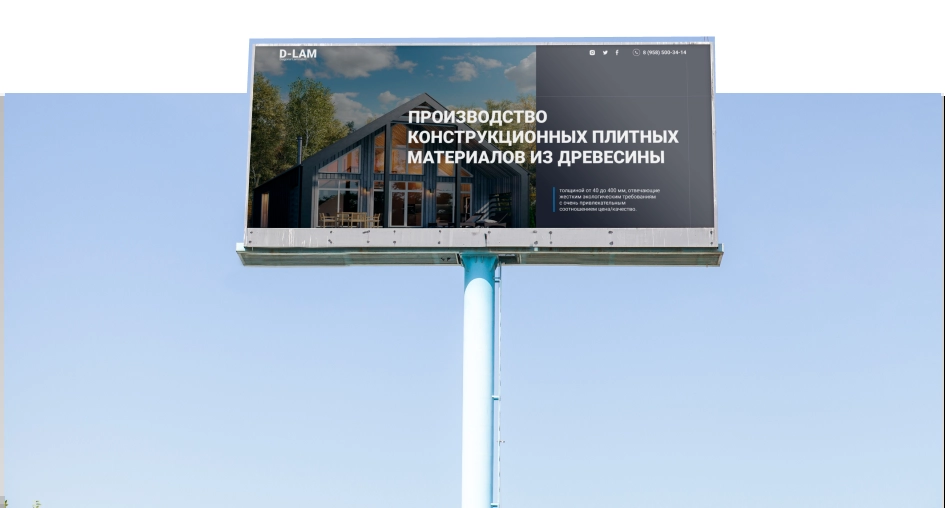 D-LAM
8 (958) 500-34-14
ПРОИЗВОДСТВО
КОНСТРУКЦИОННЫХ ПЛИТНЫХ
МАТЕРИАЛОВ ИЗ ДРЕВЕСИНЫ
толщиной от 40 до 400 мм, отвечающие
жестким экологическим требованиям
с очень привлекательным
соотношением цена/качество.